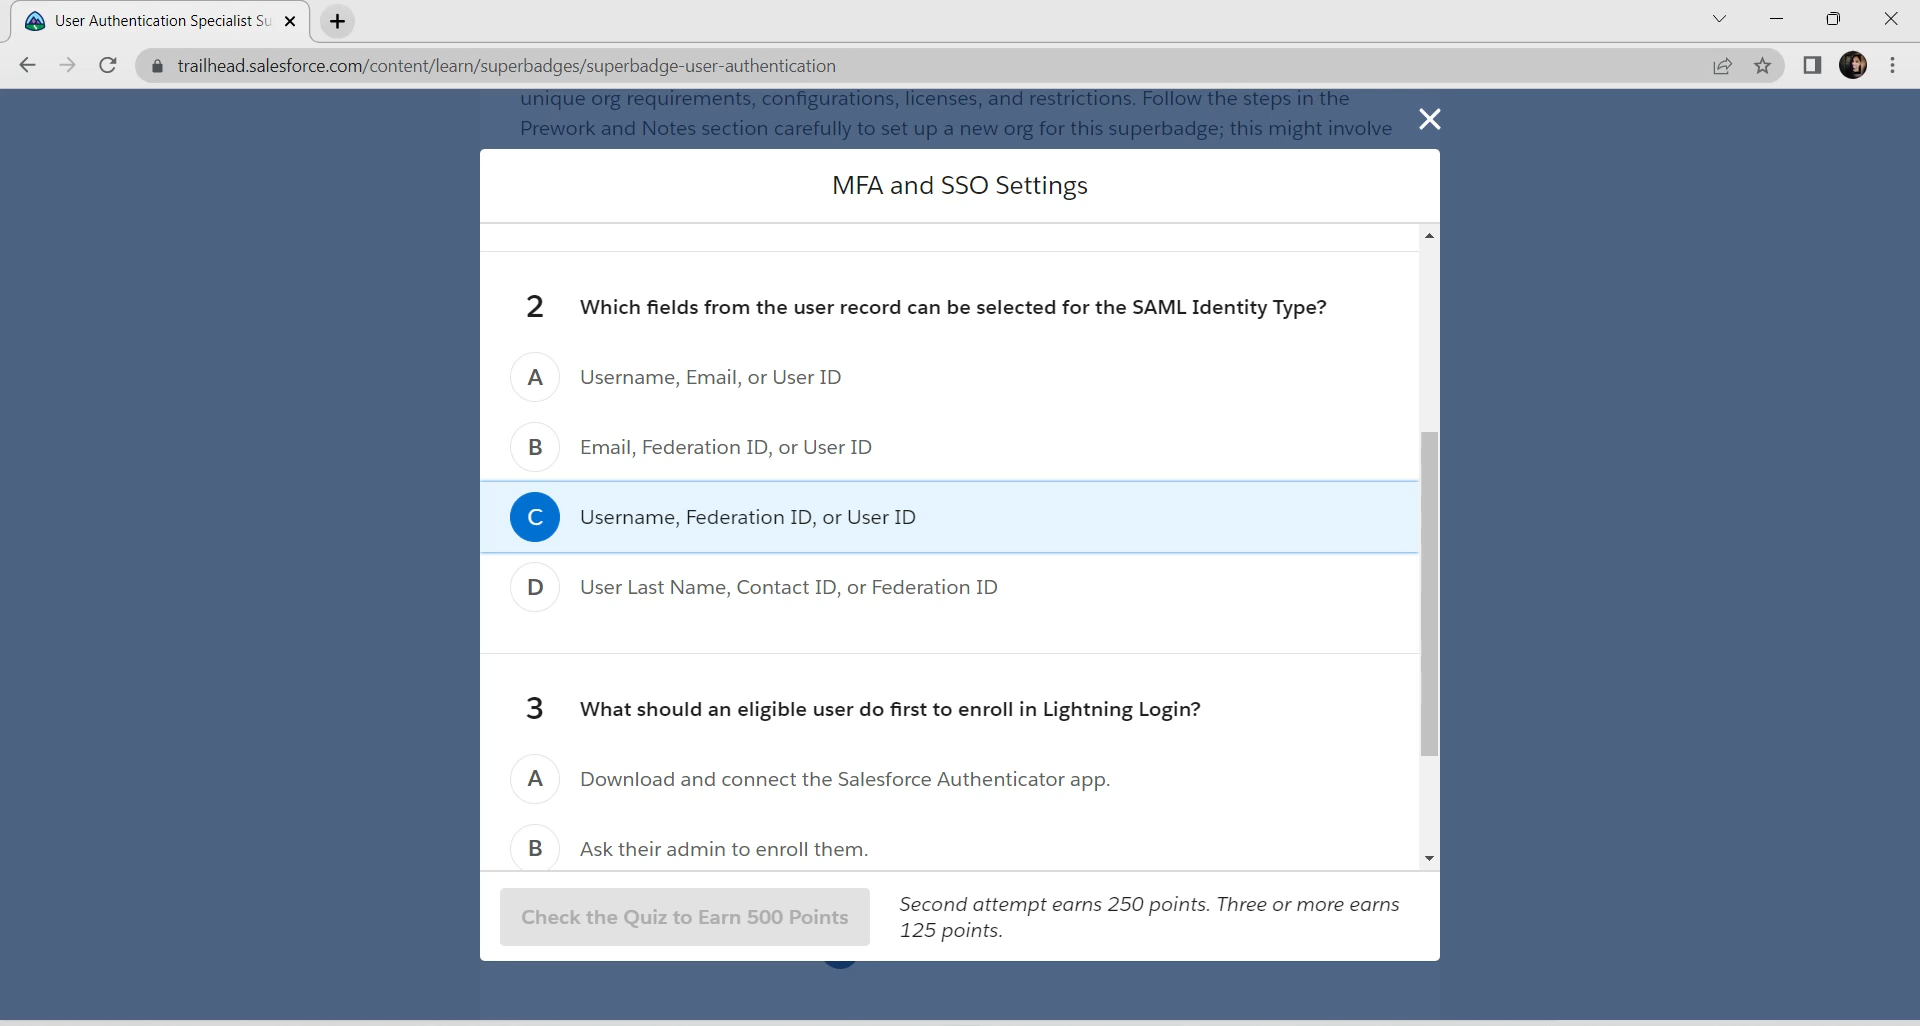 User Authentication Specialist Su
trailhead.salesforce.com/content/learn/superbadges/superbadge-user-authentication
unique org requirements, configurations, licenses, and restrictions. Follow the steps in the
Prework and Notes section carefully to set up a new org for this superbadge; this might involve
MFA and SSO Settings
2 Which fields from the user record can be selected for the SAML Identity Type?
A Username, Email, or User ID
B Email, Federation ID, or User ID
C Username, Federation ID, or User ID
D User Last Name, Contact ID, or Federation ID
3 What should an eligible user do first to enroll in Lightning Login?
A Download and connect the Salesforce Authenticator app.
B Ask their admin to enroll them.
Check the Quiz to Earn 500 Points
Second attempt earns 250 points. Three or more earns
125 points.